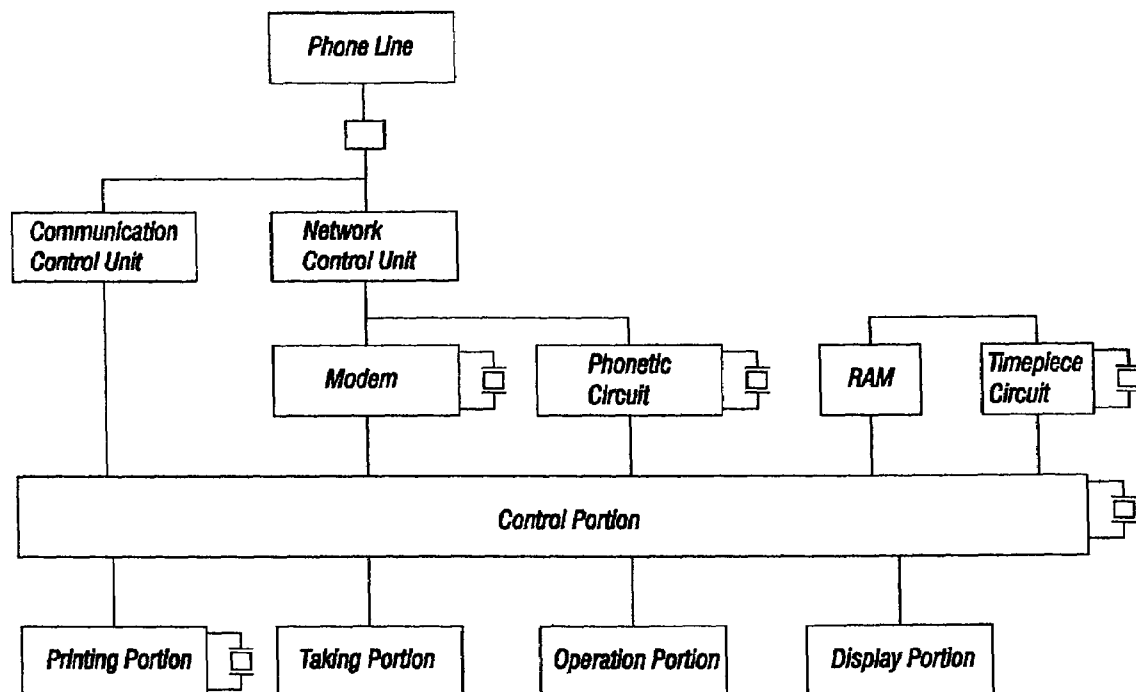 Phone Line
Communication
Control Unit
Network
Control Unit
Modem
Phonetic
Circuit
RAM
Timepiece
Circuit
Control Portion
Printing Portion
Taking Portion
Operation Portion
Display Portion